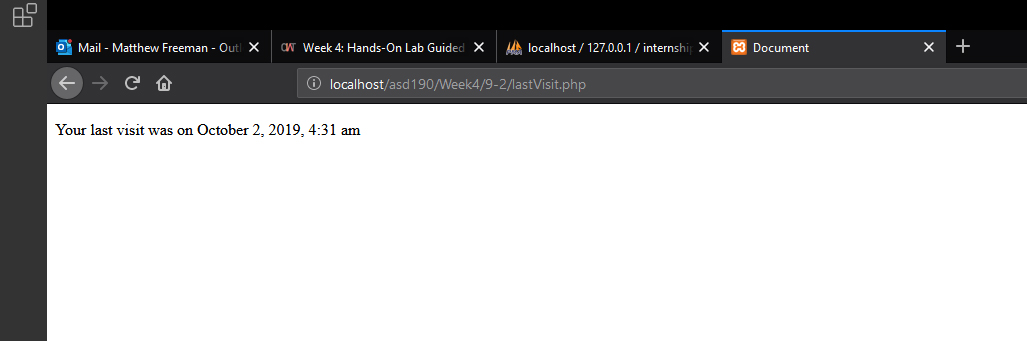 Mail - Matthew Freeman - Outl
Week 4: Hands-On Lab Guided
localhost / 127.0.0.1 / internship
Document
localhost/asd190/Week4/9-2/lastVisit.php
Your last visit was on October 2, 2019, 4:31 am